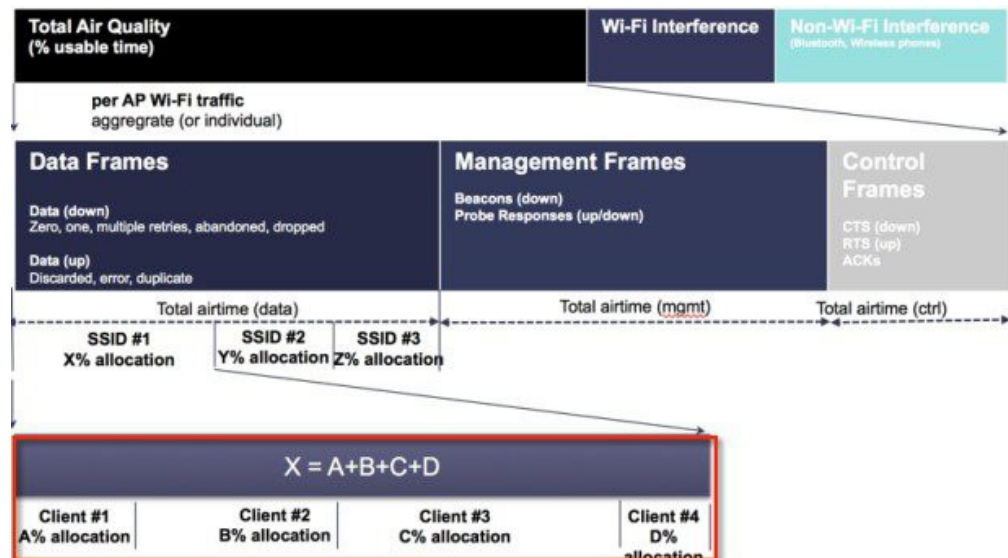 Total Air Quality
(% usable time)
Wi-Fi Interference
Non-Wi-Fi Interference
(Bluetooth, Wireless phones)
per AP Wi-Fi traffic
aggregrate (or individual)
Data Frames
Data (down)
Zero, one, multiple retries, abandoned, dropped
Data (up)
Discarded, error, duplicate
Management Frames
Beacons (down)
Probe Responses (up/down)
Control
Frames
CTS (down)
RTS (up)
ACKs
Total airtime (data)
Total airtime (mgmt)
Total airtime (ctrl)
SSID #1
X% allocation
SSID #2
Y% allocation
SSID #3
Z% allocation
X = A+B+C+D
Client #1
A% allocation
Client #2
B% allocation
Client #3
C% allocation
Client #4
D%
allocation